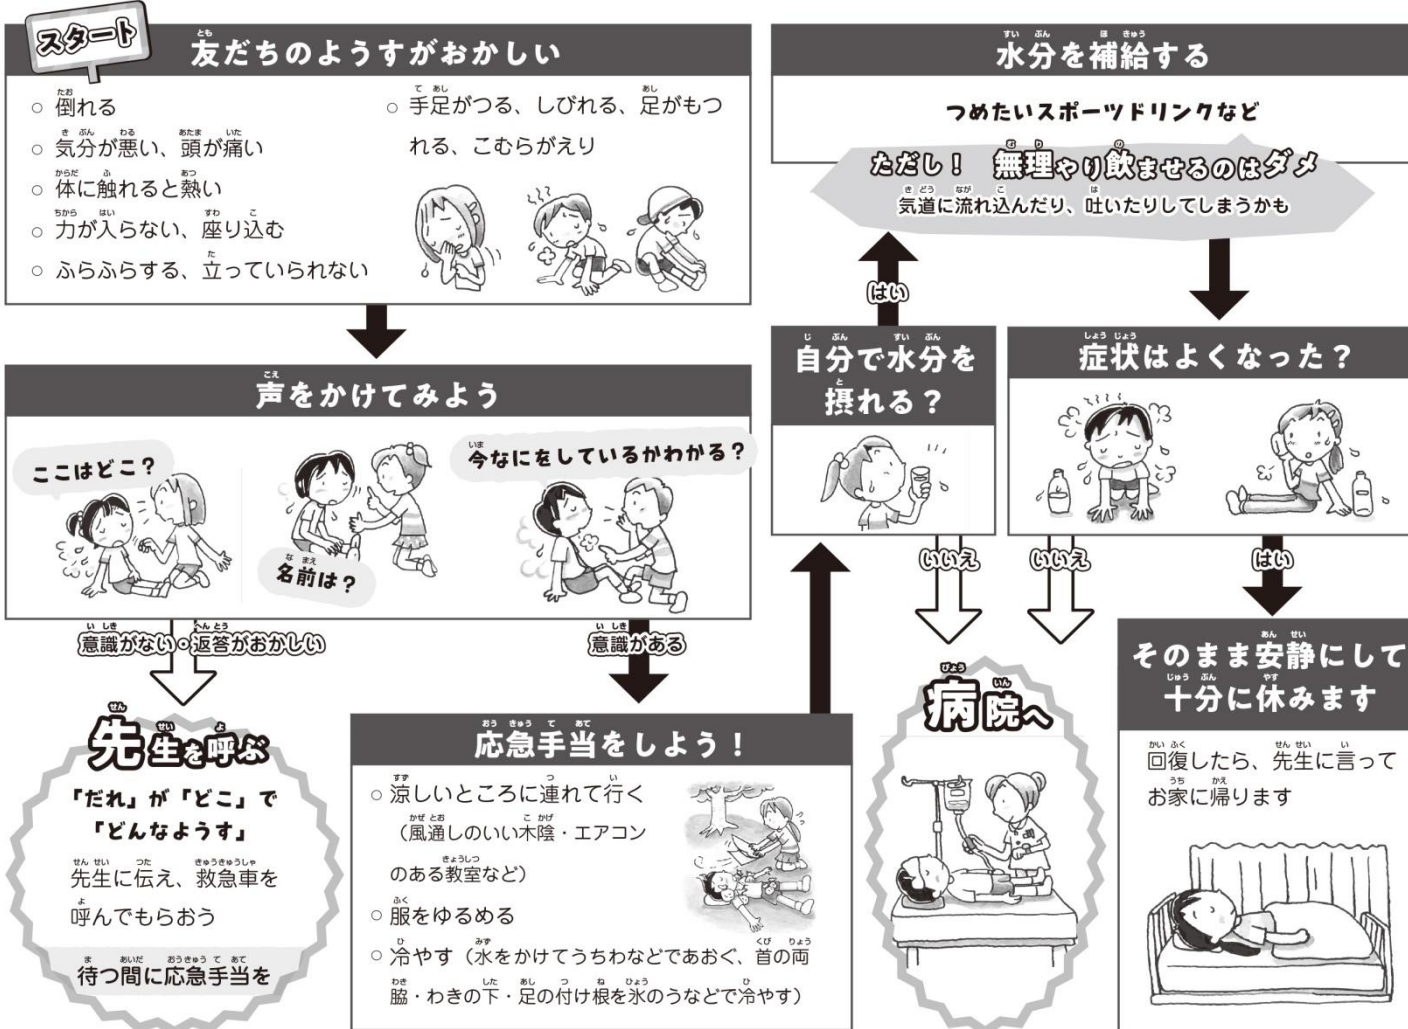 スタート
友だちのようすがおかしい
○ 倒れる
○ 気分が悪い、頭が痛い
○ 体に触れると熱い
○ 力が入らない、座り込む
○ ふらふらする、立っていられない
○ 手足がつる、しびれる、足がもつ
れる、こむらがえり
声をかけてみよう
ここはどこ?
名前は?
今なにをしているかわかる?
意識がない・返答がおかしい
意識がある
先生を呼ぶ
「だれ」が「どこ」で
「どんなようす」
先生に伝え、救急車を
呼んでもらおう
待つ間に応急手当を
応急手当をしよう!
○ 涼しいところに連れて行く
(風通しのいい木陰・エアコン
のある教室など)
○ 服をゆるめる
○ 冷やす(水をかけてうちわなどであおぐ、首の両
脇・わきの下・足の付け根を氷のうなどで冷やす)
自分で水分を
摂れる?
はい
いいえ
水分を補給する
つめたいスポーツドリンクなど
ただし! 無理やり飲ませるのはダメ
気道に流れ込んだり、吐いたりしてしまうかも
症状はよくなった?
いいえ
はい
病院へ
そのまま安静にして
十分に休みます
回復したら、先生に言って
お家に帰ります